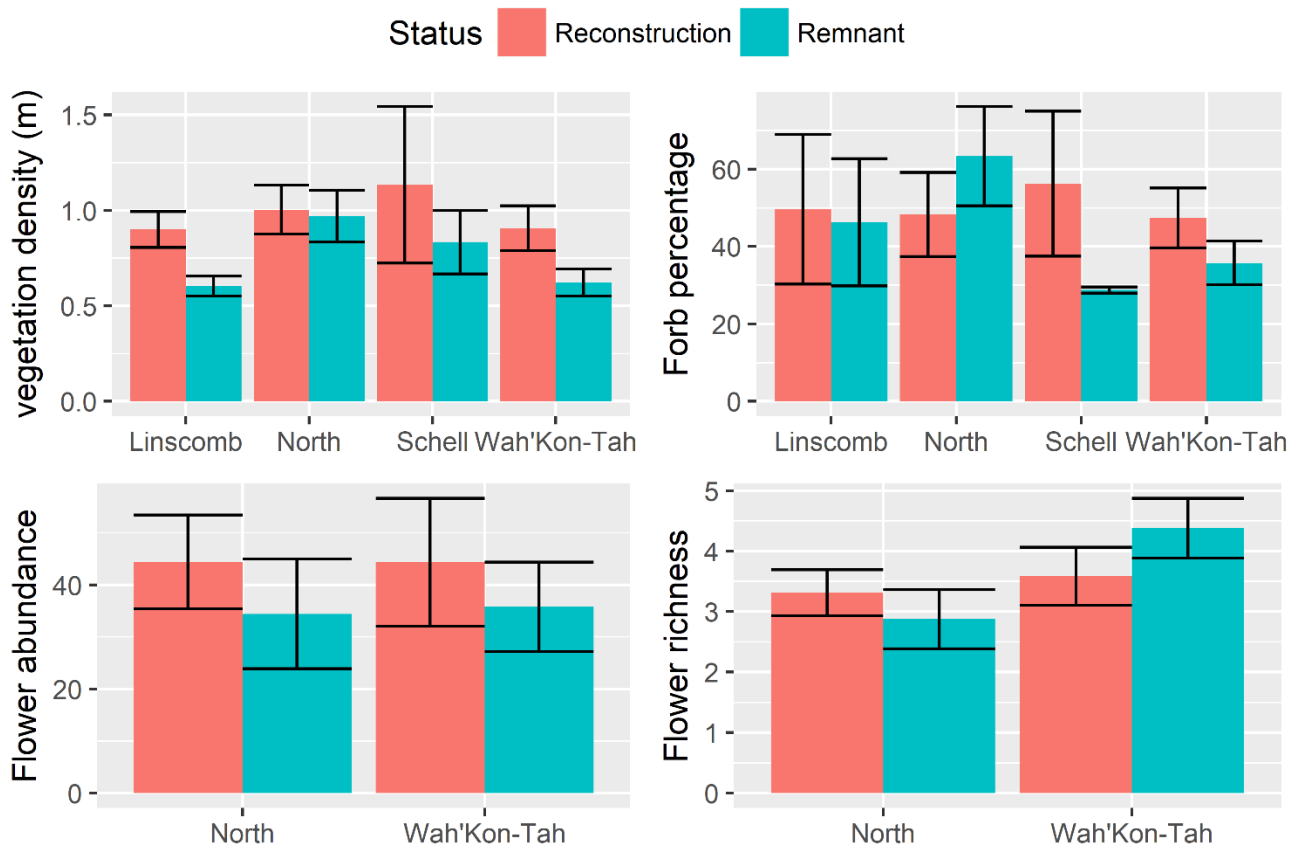 Status Reconstruction Remnant
vegetation density (m)
1.5
1.0
0.5
0.0
Linscomb North Schell Wah'Kon-Tah
Forb percentage
60
40
20
0
Linscomb North Schell Wah'Kon-Tah
Flower abundance
40
20
0
North Wah'Kon-Tah
Flower richness
5
4
3
2
1
0
North Wah'Kon-Tah